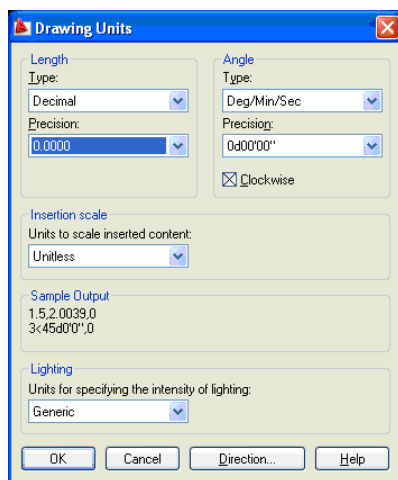 Drawing Units
Length
Type:
Decimal
Precision:
0.0000
Angle
Type:
Deg/Min/Sec
Precision:
0d00'00"
Clockwise
Insertion scale
Units to scale inserted content:
Unitless
Sample Output
1.5,2.0039,0
3<45d0'0",0
Lighting
Units for specifying the intensity of lighting:
Generic
OK Cancel Direction... Help